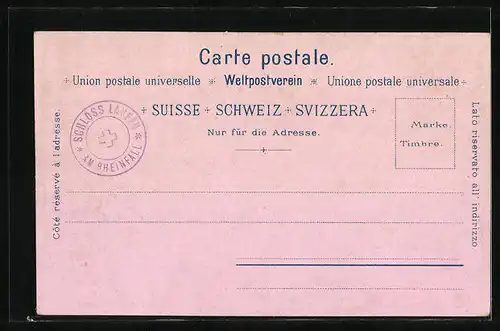 Carte postale.
+ Union postale universelle * Weltpostverein * Unione postale universale +
+ SUISSE + SCHWEIZ + SVIZZERA +
Nur für die Adresse.
* SCHLOSS LAUFEN *
AM RHEINFALL
Marke.
Timbre.
Côté réservé à l'adresse.
Lato riservato all' indirizzo